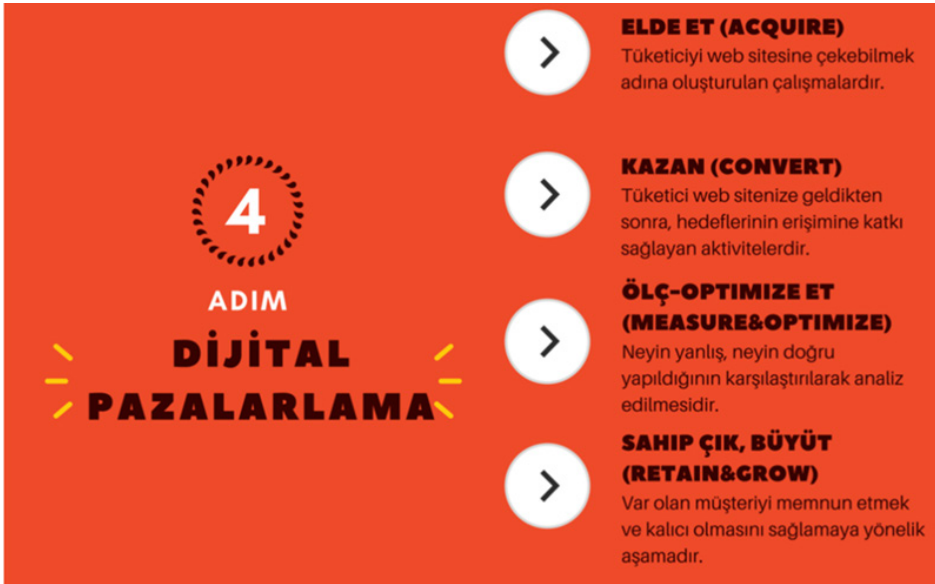 4
ADIM
DİJİTAL
PAZALARLAMA
ELDE ET (ACQUIRE)
Tüketiciyi web sitesine çekebilmek
adına oluşturulan çalışmalardır.
KAZAN (CONVERT)
Tüketici web sitenize geldikten
sonra, hedeflerinin erişimine katkı
sağlayan aktivitelerdir.
ÖLÇ-OPTIMIZE ET
(MEASURE&OPTIMIZE)
Neyin yanlış, neyin doğru
yapıldığının karşılaştırılarak analiz
edilmesidir.
SAHIP ÇIK, BÜYÜT
(RETAIN&GROW)
Var olan müşteriyi memnun etmek
ve kalıcı olmasını sağlamaya yönelik
aşamadır.